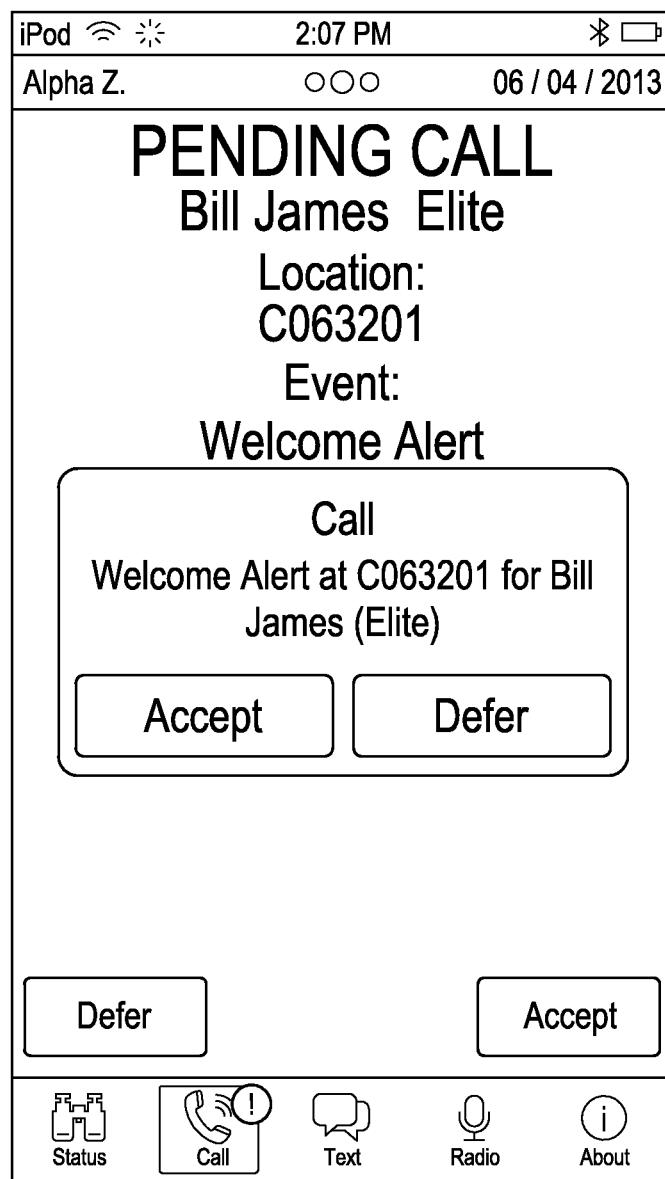 iPod 2:07 PM
Alpha Z. 06 / 04 / 2013
PENDING CALL
Bill James Elite
Location:
C063201
Event:
Welcome Alert
Call
Welcome Alert at C063201 for Bill
James (Elite)
Accept Defer
Defer Accept
!
i
Status Call Text Radio About